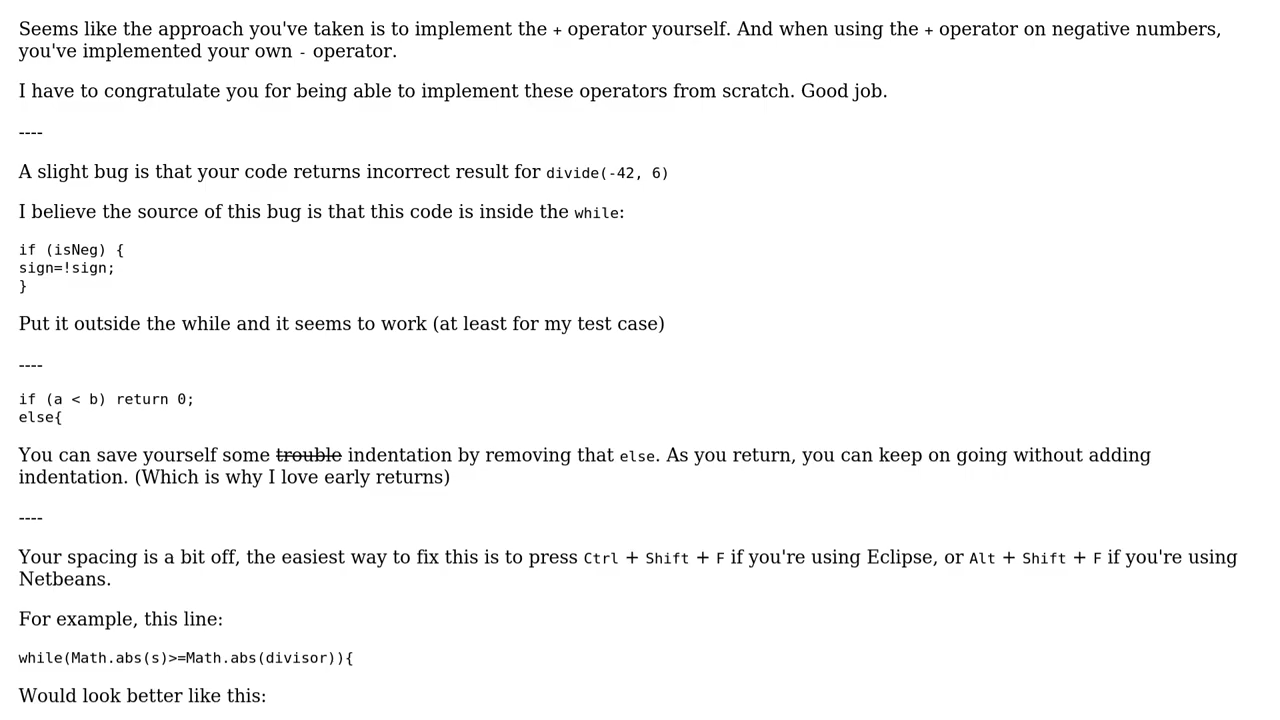 Seems like the approach you've taken is to implement the + operator yourself. And when using the + operator on negative numbers,
you've implemented your own - operator.
I have to congratulate you for being able to implement these operators from scratch. Good job.
----
A slight bug is that your code returns incorrect result for divide(-42, 6)
I believe the source of this bug is that this code is inside the while:
if (isNeg) {
sign=!sign;
}
Put it outside the while and it seems to work (at least for my test case)
----
if (a < b) return 0;
else{
You can save yourself some trouble indentation by removing that else. As you return, you can keep on going without adding
indentation. (Which is why I love early returns)
----
Your spacing is a bit off, the easiest way to fix this is to press Ctrl + Shift + F if you're using Eclipse, or Alt + Shift + F if you're using
Netbeans.
For example, this line:
while(Math.abs(s)>=Math.abs(divisor)){
Would look better like this: